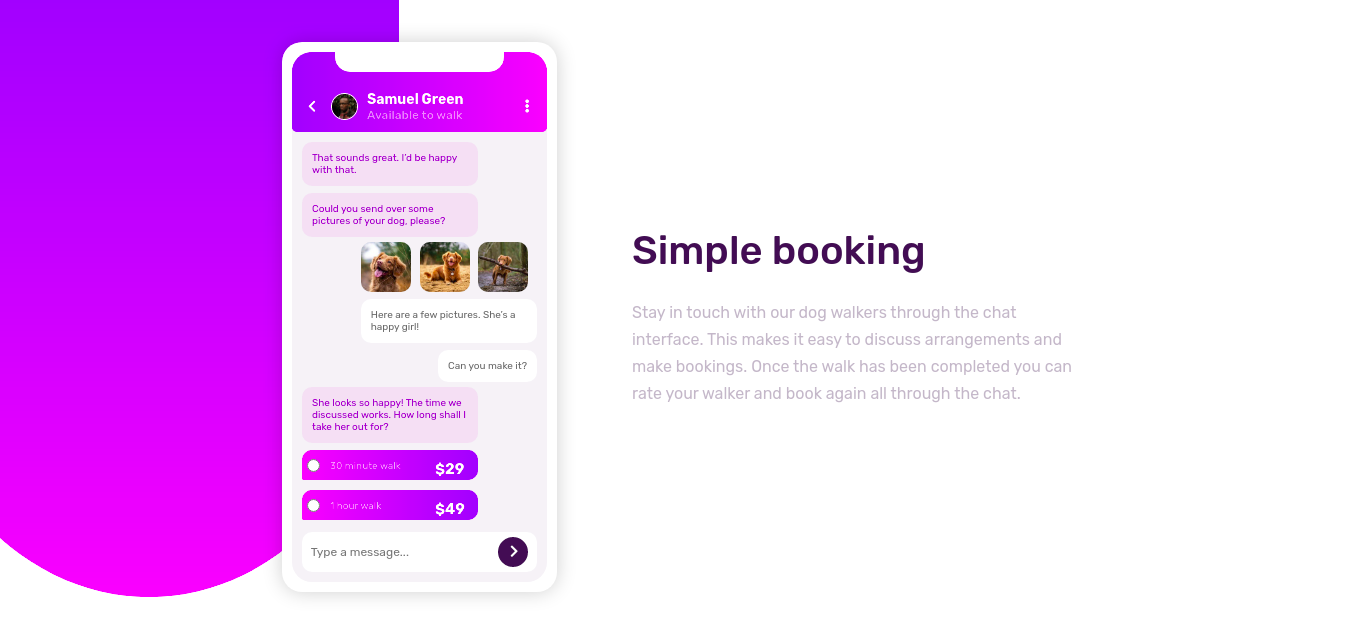 Samuel Green
Available to walk
That sounds great. I'd be happy
with that.
Could you send over some
pictures of your dog, please?
Here are a few pictures. She's a
happy girl!
Can you make it?
She looks so happy! The time we
discussed works. How long shall I
take her out for?
30 minute walk $29
1 hour walk $49
Type a message...
Simple booking
Stay in touch with our dog walkers through the chat
interface. This makes it easy to discuss arrangements and
make bookings. Once the walk has been completed you can
rate your walker and book again all through the chat.